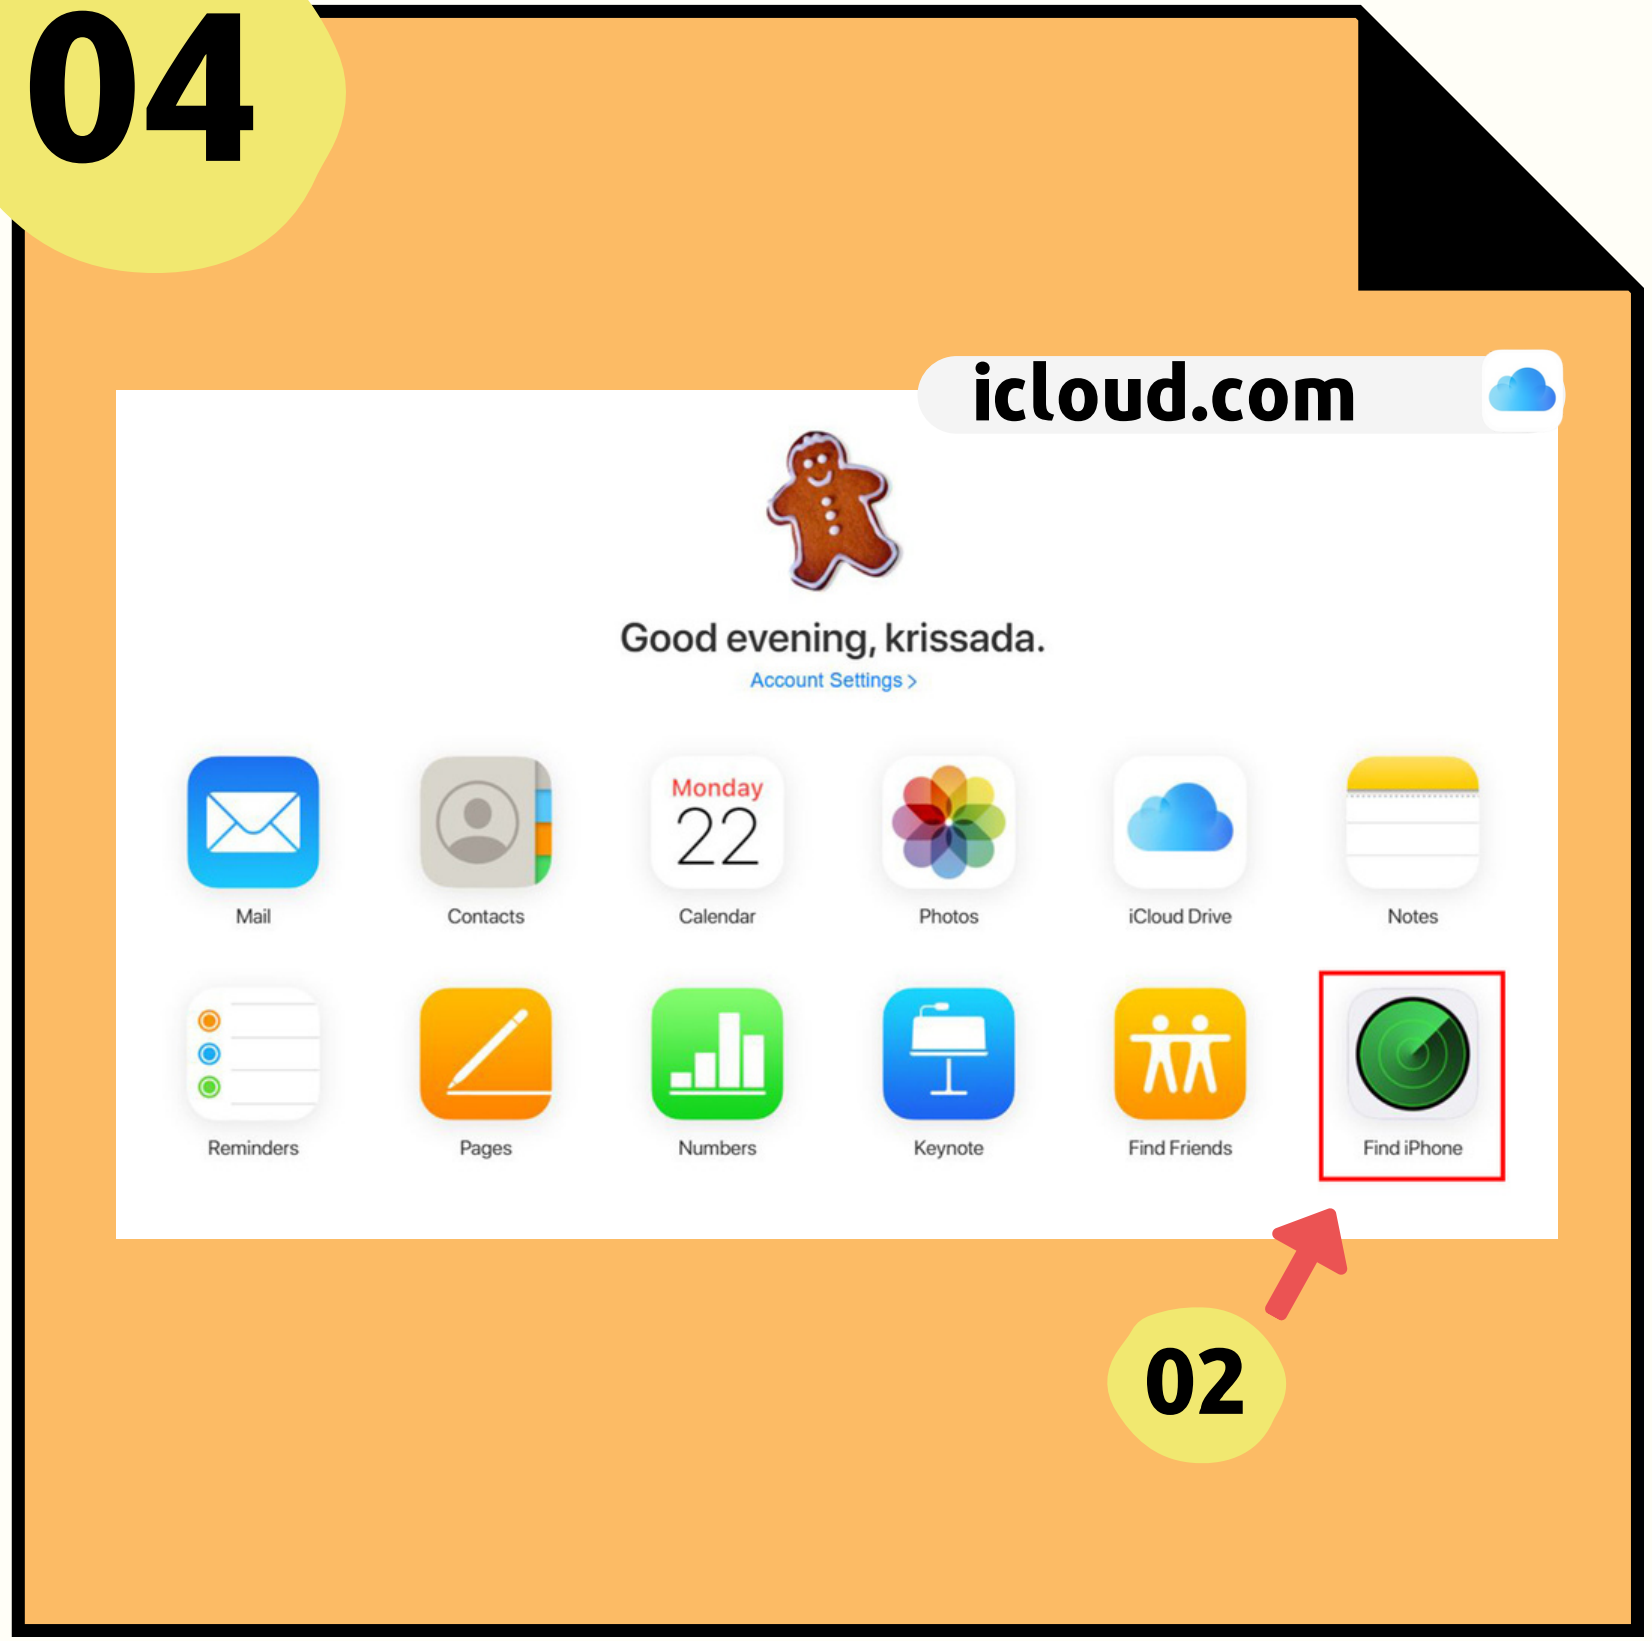 04
icloud.com
Good evening, krissada.
Account Settings >
Monday
22
Mail
Contacts
Calendar
Photos
iCloud Drive
Notes
Reminders
Pages
Numbers
Keynote
Find Friends
Find iPhone
02